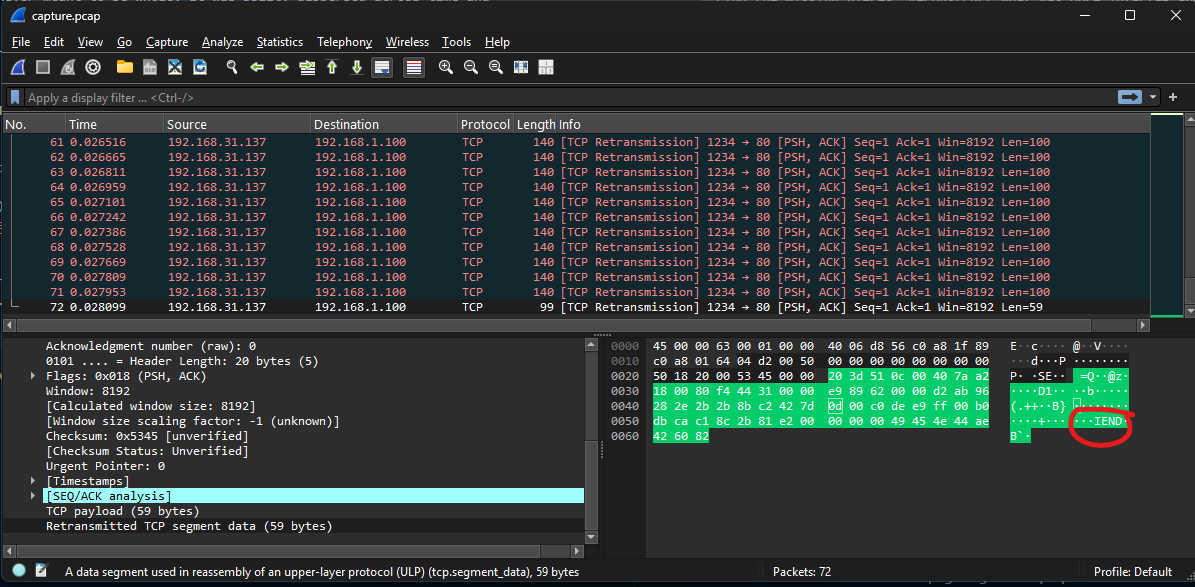 capture.pcap
File Edit View Go Capture Analyze Statistics Telephony Wireless Tools Help
Apply a display filter ... <Ctrl-/>
No. Time Source Destination Protocol Length Info
61 0.026516 192.168.31.137 192.168.1.100 TCP 140 [TCP Retransmission] 1234 → 80 [PSH, ACK] Seq=1 Ack=1 Win=8192 Len=100
62 0.026665 192.168.31.137 192.168.1.100 TCP 140 [TCP Retransmission] 1234 → 80 [PSH, ACK] Seq=1 Ack=1 Win=8192 Len=100
63 0.026811 192.168.31.137 192.168.1.100 TCP 140 [TCP Retransmission] 1234 → 80 [PSH, ACK] Seq=1 Ack=1 Win=8192 Len=100
64 0.026959 192.168.31.137 192.168.1.100 TCP 140 [TCP Retransmission] 1234 → 80 [PSH, ACK] Seq=1 Ack=1 Win=8192 Len=100
65 0.027101 192.168.31.137 192.168.1.100 TCP 140 [TCP Retransmission] 1234 → 80 [PSH, ACK] Seq=1 Ack=1 Win=8192 Len=100
66 0.027242 192.168.31.137 192.168.1.100 TCP 140 [TCP Retransmission] 1234 → 80 [PSH, ACK] Seq=1 Ack=1 Win=8192 Len=100
67 0.027386 192.168.31.137 192.168.1.100 TCP 140 [TCP Retransmission] 1234 → 80 [PSH, ACK] Seq=1 Ack=1 Win=8192 Len=100
68 0.027528 192.168.31.137 192.168.1.100 TCP 140 [TCP Retransmission] 1234 → 80 [PSH, ACK] Seq=1 Ack=1 Win=8192 Len=100
69 0.027669 192.168.31.137 192.168.1.100 TCP 140 [TCP Retransmission] 1234 → 80 [PSH, ACK] Seq=1 Ack=1 Win=8192 Len=100
70 0.027809 192.168.31.137 192.168.1.100 TCP 140 [TCP Retransmission] 1234 → 80 [PSH, ACK] Seq=1 Ack=1 Win=8192 Len=100
71 0.027953 192.168.31.137 192.168.1.100 TCP 140 [TCP Retransmission] 1234 → 80 [PSH, ACK] Seq=1 Ack=1 Win=8192 Len=100
72 0.028099 192.168.31.137 192.168.1.100 TCP 99 [TCP Retransmission] 1234 → 80 [PSH, ACK] Seq=1 Ack=1 Win=8192 Len=59
Acknowledgment number (raw): 0
0101 .... = Header Length: 20 bytes (5)
Flags: 0x018 (PSH, ACK)
Window: 8192
[Calculated window size: 8192]
[Window size scaling factor: -1 (unknown)]
Checksum: 0x5345 [unverified]
[Checksum Status: Unverified]
Urgent Pointer: 0
[Timestamps]
[SEQ/ACK analysis]
TCP payload (59 bytes)
Retransmitted TCP segment data (59 bytes)
0000 45 00 00 63 00 01 00 00 40 06 d8 56 c0 a8 1f 89 E··c····@··V····
0010 c0 a8 01 64 04 d2 00 50 00 00 00 00 00 00 00 00 ···d···P········
0020 50 18 20 00 53 45 00 00 20 3d 51 0c 00 40 7a a2 P· ·SE·· =Q··@z·
0030 18 00 80 f4 44 31 00 00 e9 89 62 00 00 d2 ab 96 ····D1····b·····
0040 28 2e 2b 2b 8b c2 42 7d 0d 00 c0 de e9 ff 00 b0 (.++··B}········
0050 db ca c1 8c 2b 81 e2 00 00 00 00 49 45 4e 44 ae ····+······IEND·
0060 42 60 82 B`·
A data segment used in reassembly of an upper-layer protocol (ULP) (tcp.segment_data), 59 bytes
Packets: 72
Profile: Default